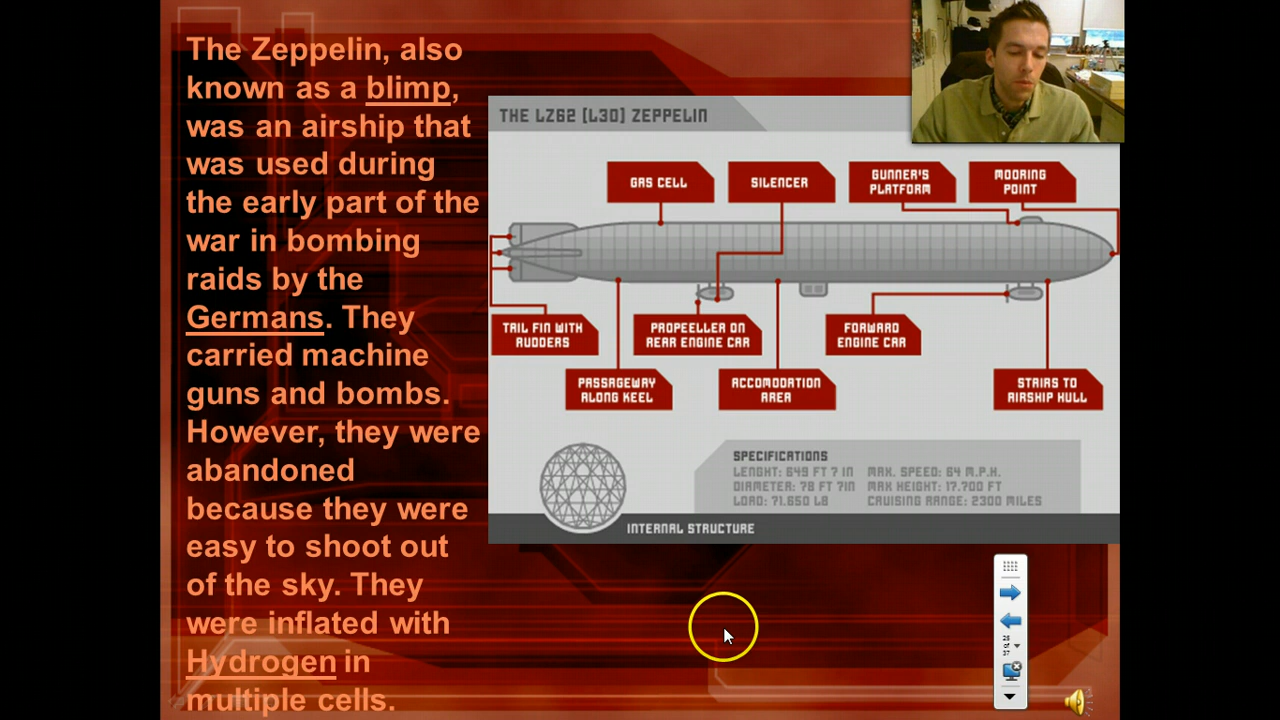 The Zeppelin, also
known as a blimp,
was an airship that
was used during
the early part of the
war in bombing
raids by the
Germans. They
carried machine
guns and bombs.
However, they were
abandoned
because they were
easy to shoot out
of the sky. They
were inflated with
Hydrogen in
multiple cells.
THE LZ62 (L30) ZEPPELIN
GAS CELL
SILENCER
GUNNER'S
PLATFORM
MOORING
POINT
TAIL FIN WITH
RUDDERS
PROPEELLER ON
REAR ENGINE CAR
FORWARD
ENGINE CAR
PASSAGEWAY
ALONG KEEL
ACCOMODATION
AREA
STAIRS TO
AIRSHIP HULL
SPECIFICATIONS
LENGHT: 649 FT 7 IN MAX. SPEED: 64 M.P.H.
DIAMETER: 78 FT 7IN MAX HEIGHT: 17.700 FT
LOAD: 71.650 LB CRUISING RANGE: 2300 MILES
INTERNAL STRUCTURE
25
of
37